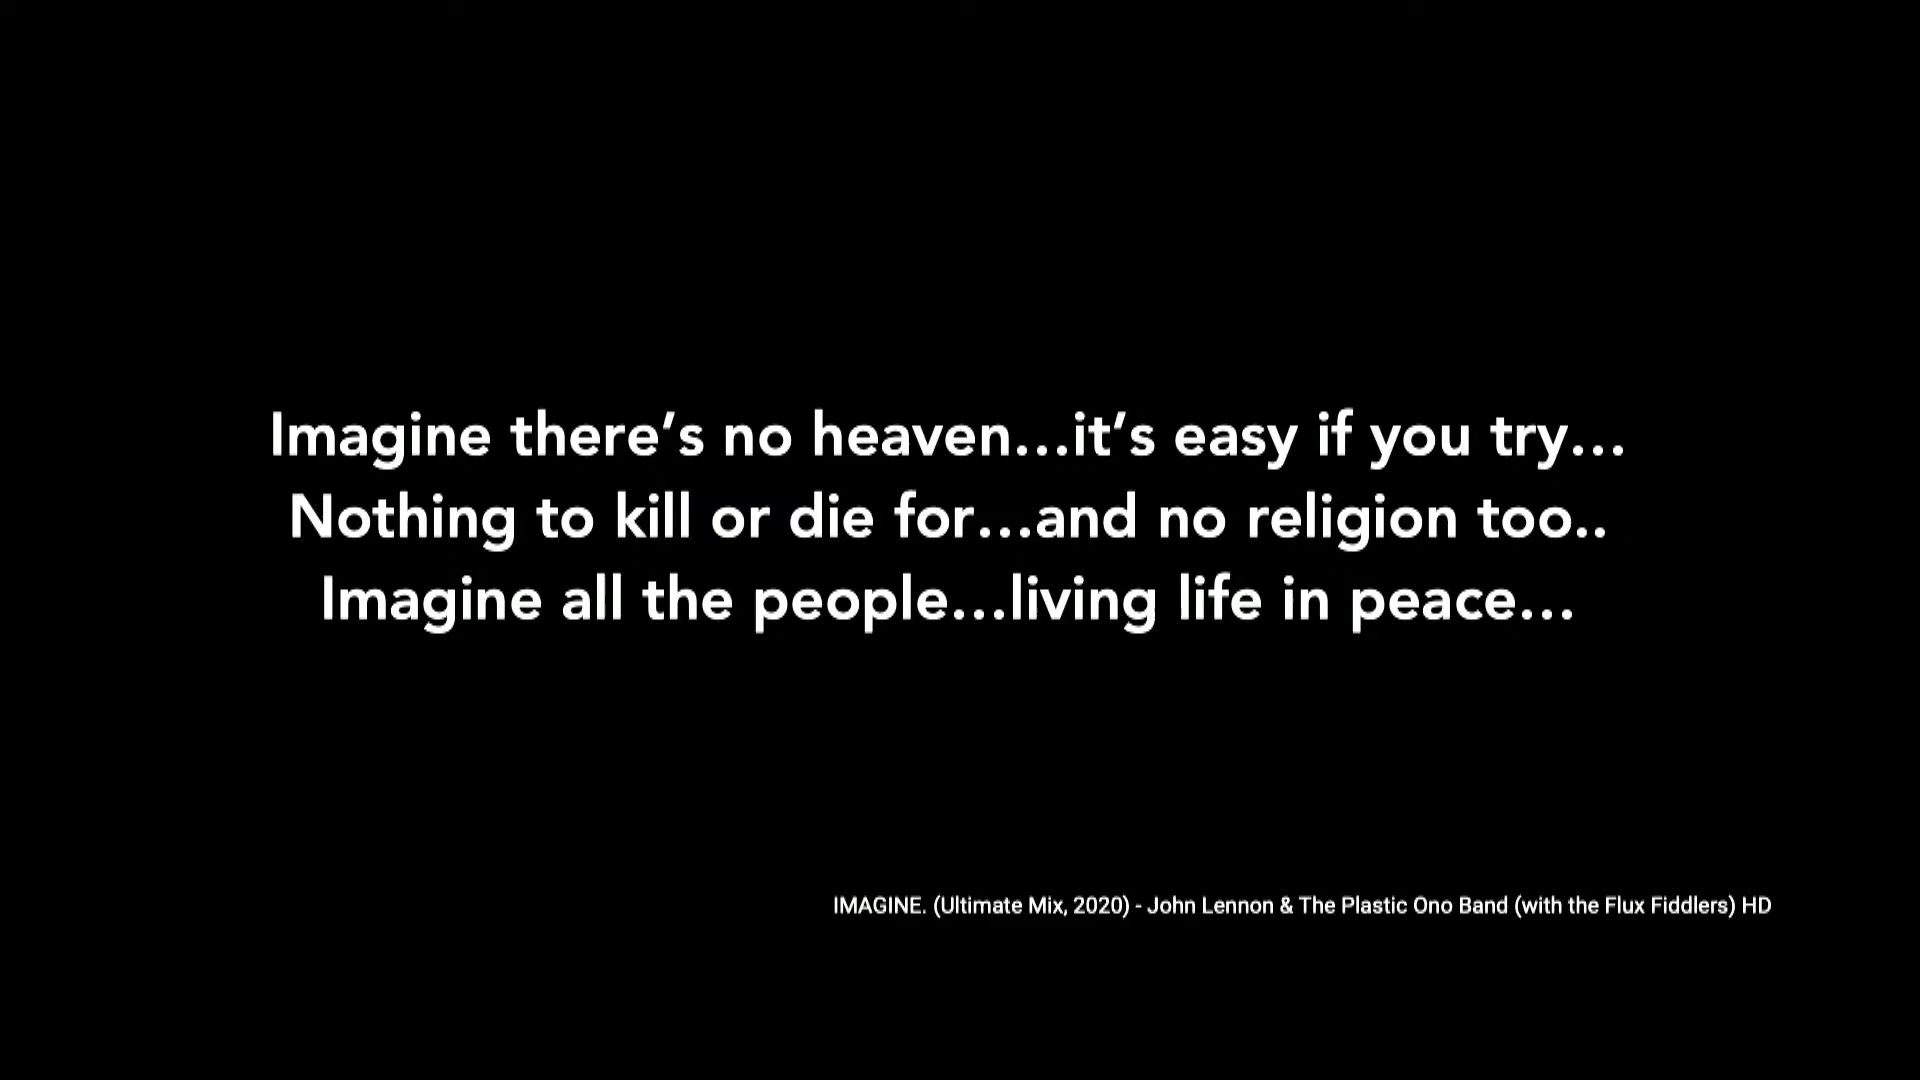 Imagine there’s no heaven…it’s easy if you try…
Nothing to kill or die for…and no religion too..
Imagine all the people…living life in peace…
IMAGINE. (Ultimate Mix, 2020) - John Lennon & The Plastic Ono Band (with the Flux Fiddlers) HD